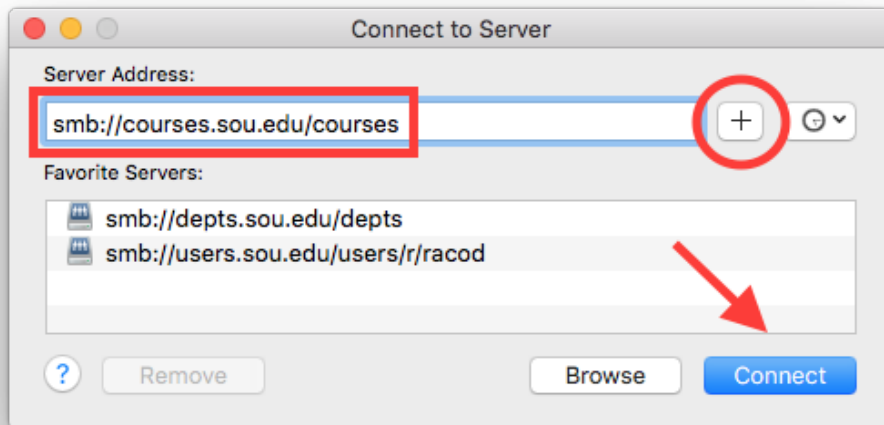 Connect to Server
Server Address:
smb://courses.sou.edu/courses
Favorite Servers:
smb://depts.sou.edu/depts
smb://users.sou.edu/users/r/racod
? Remove Browse Connect